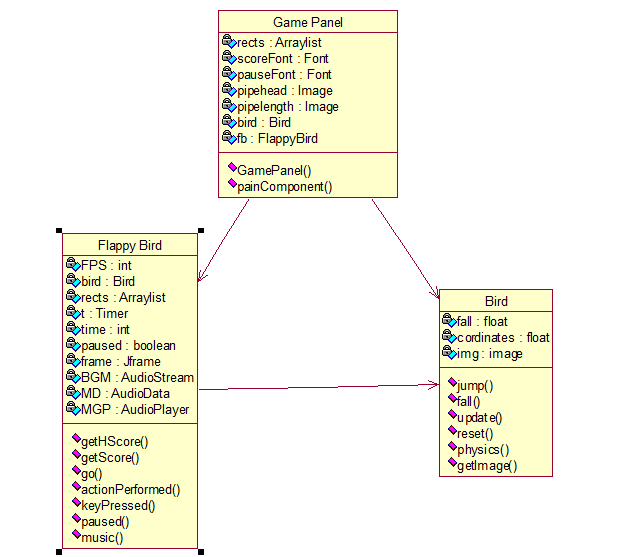 Game Panel
rects : Arraylist
scoreFont : Font
pauseFont : Font
pipehead : Image
pipelength : Image
bird : Bird
fb : FlappyBird
GamePanel()
painComponent()
Flappy Bird
FPS : int
bird : Bird
rects : Arraylist
t : Timer
time : int
paused : boolean
frame : Jframe
BGM : AudioStream
MD : AudioData
MGP : AudioPlayer
getHScore()
getScore()
go()
actionPerformed()
keyPressed()
paused()
music()
Bird
fall : float
cordinates : float
img : image
jump()
fall()
update()
reset()
physics()
getImage()